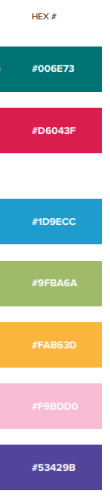 HEX #
#006E73
#D6043F
#1D9ECC
#9FBA6A
#FAB63D
#F9BDD0
#53429B